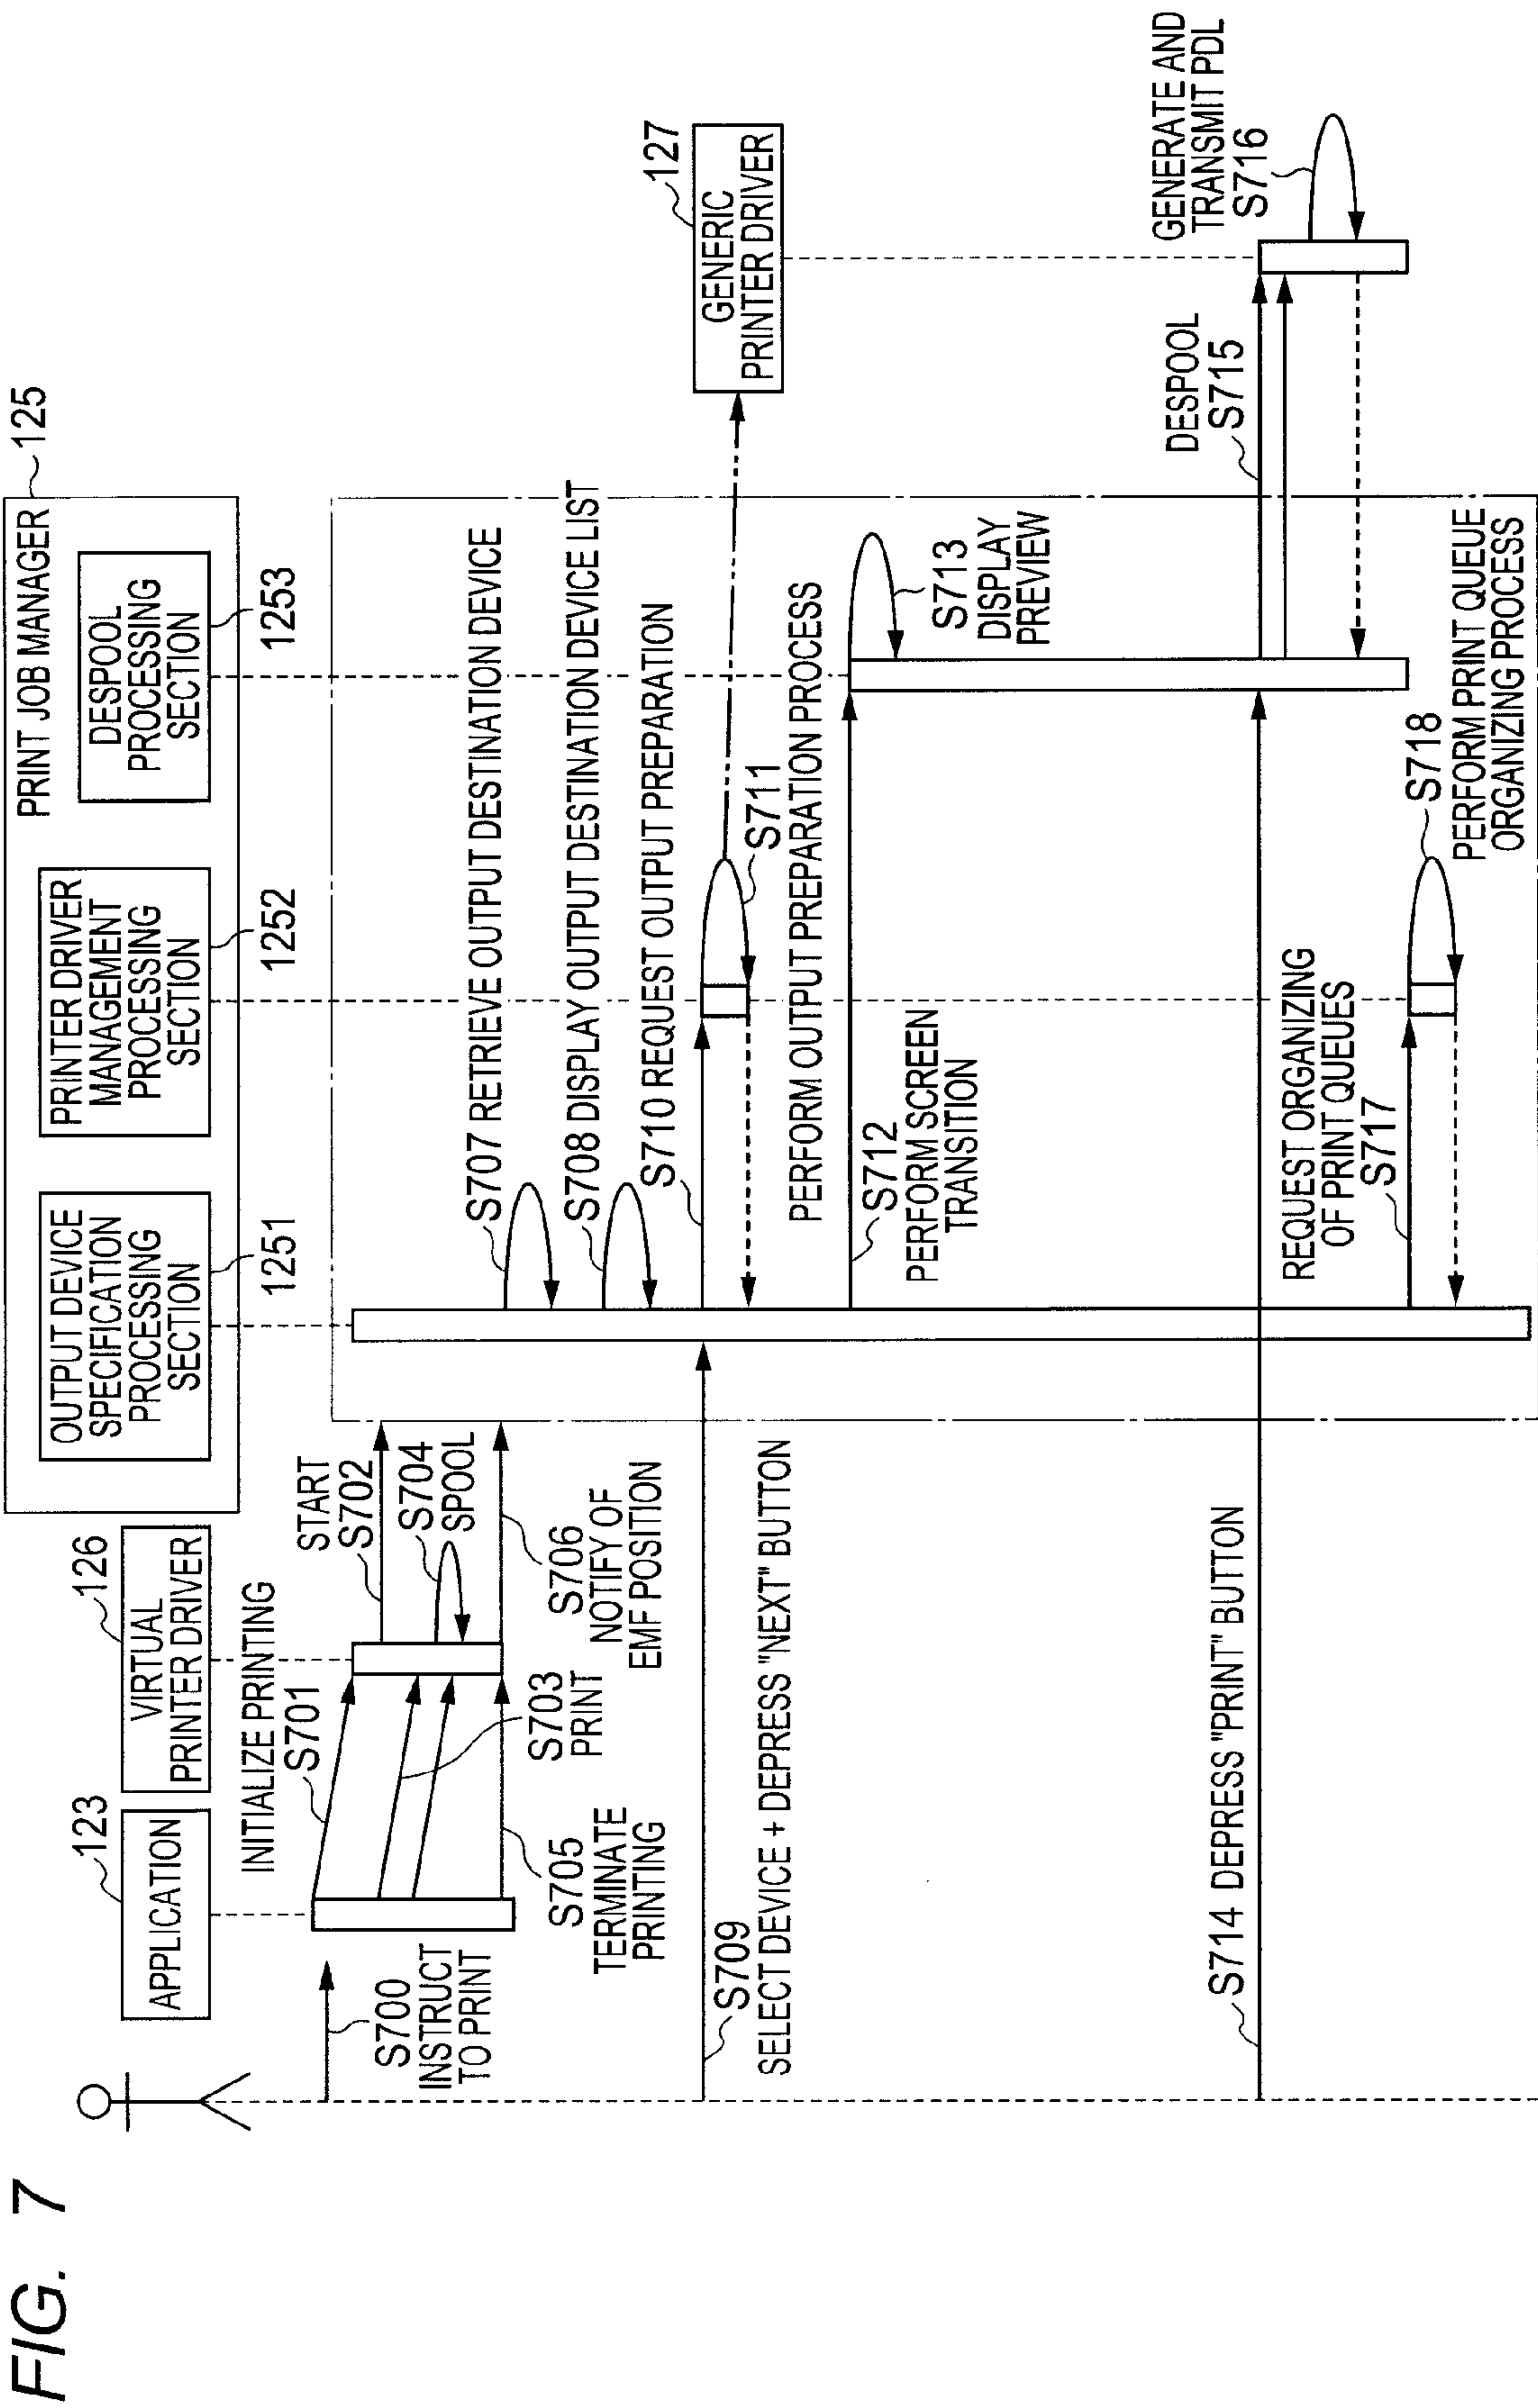 FIG. 7
PRINT JOB MANAGER
125
APPLICATION
123
VIRTUAL
PRINTER DRIVER
126
OUTPUT DEVICE
SPECIFICATION
PROCESSING
SECTION
1251
PRINTER DRIVER
MANAGEMENT
PROCESSING
SECTION
1252
DESPOOL
PROCESSING
SECTION
1253
GENERIC
PRINTER DRIVER
127
S700
INSTRUCT
TO PRINT
INITIALIZE PRINTING
S701
START
S702
S703
PRINT
S704
SPOOL
S705
TERMINATE
PRINTING
S706
NOTIFY OF
EMF POSITION
S707 RETRIEVE OUTPUT DESTINATION DEVICE
S708 DISPLAY OUTPUT DESTINATION DEVICE LIST
S709
SELECT DEVICE + DEPRESS "NEXT" BUTTON
S710 REQUEST OUTPUT PREPARATION
S711
PERFORM OUTPUT PREPARATION PROCESS
S712
PERFORM SCREEN
TRANSITION
S713
DISPLAY
PREVIEW
S714 DEPRESS "PRINT" BUTTON
DESPOOL
S715
GENERATE AND
TRANSMIT PDL
S716
REQUEST ORGANIZING
OF PRINT QUEUES
S717
S718
PERFORM PRINT QUEUE
ORGANIZING PROCESS